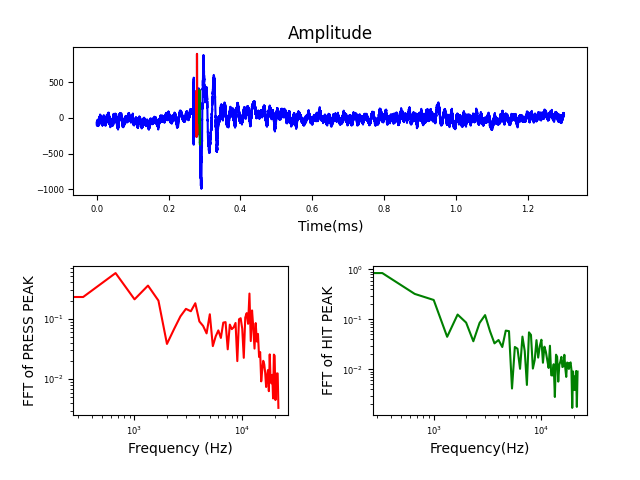 Amplitude
500
0
−500
−1000
0.0 0.2 0.4 0.6 0.8 1.0 1.2
Time(ms)
FFT of PRESS PEAK
10⁻¹
10⁻²
10³ 10⁴
Frequency (Hz)
FFT of HIT PEAK
10⁰
10⁻¹
10⁻²
10³ 10⁴
Frequency(Hz)